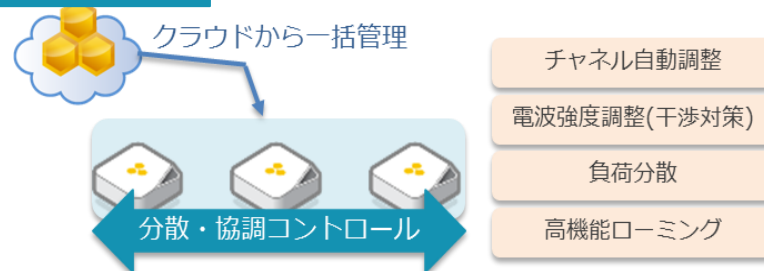 クラウドから一括管理
分散・協調コントロール
チャネル自動調整
電波強度調整(干渉対策)
負荷分散
高機能ローミング